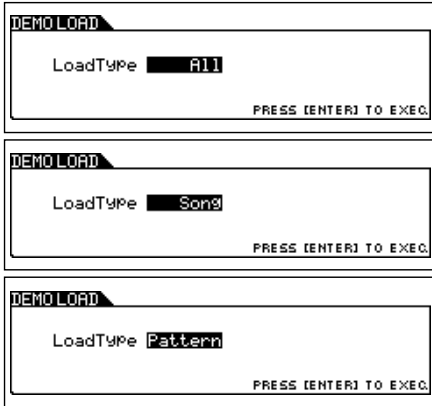 DEMO LOAD
LoadType All
PRESS [ENTER] TO EXEC.
DEMO LOAD
LoadType Song
PRESS [ENTER] TO EXEC.
DEMO LOAD
LoadType Pattern
PRESS [ENTER] TO EXEC.